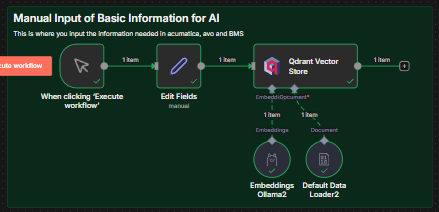 Manual Input of Basic Information for AI
This is where you input the information needed in acumatica, avo and BMS
cute workflow
1 item
1 item
1 item
Qdrant Vector
Store
When clicking 'Execute
workflow'
Edit Fields
manual
Document*
1 item
1 item
Embeddings
Document
Embeddings
Ollama2
Default Data
Loader2